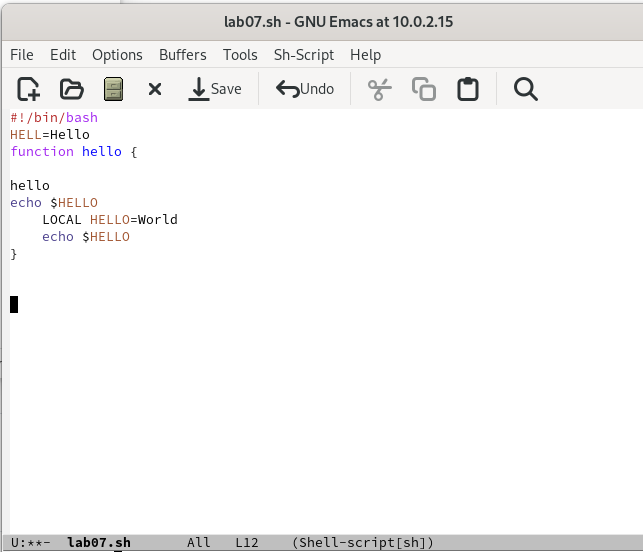 lab07.sh - GNU Emacs at 10.0.2.15
File Edit Options Buffers Tools Sh-Script Help
Save Undo
#!/bin/bash
HELL=Hello
function hello {
hello
echo $HELLO
    LOCAL HELLO=World
    echo $HELLO
}
U:**-  lab07.sh       All   L12    (Shell-script[sh])